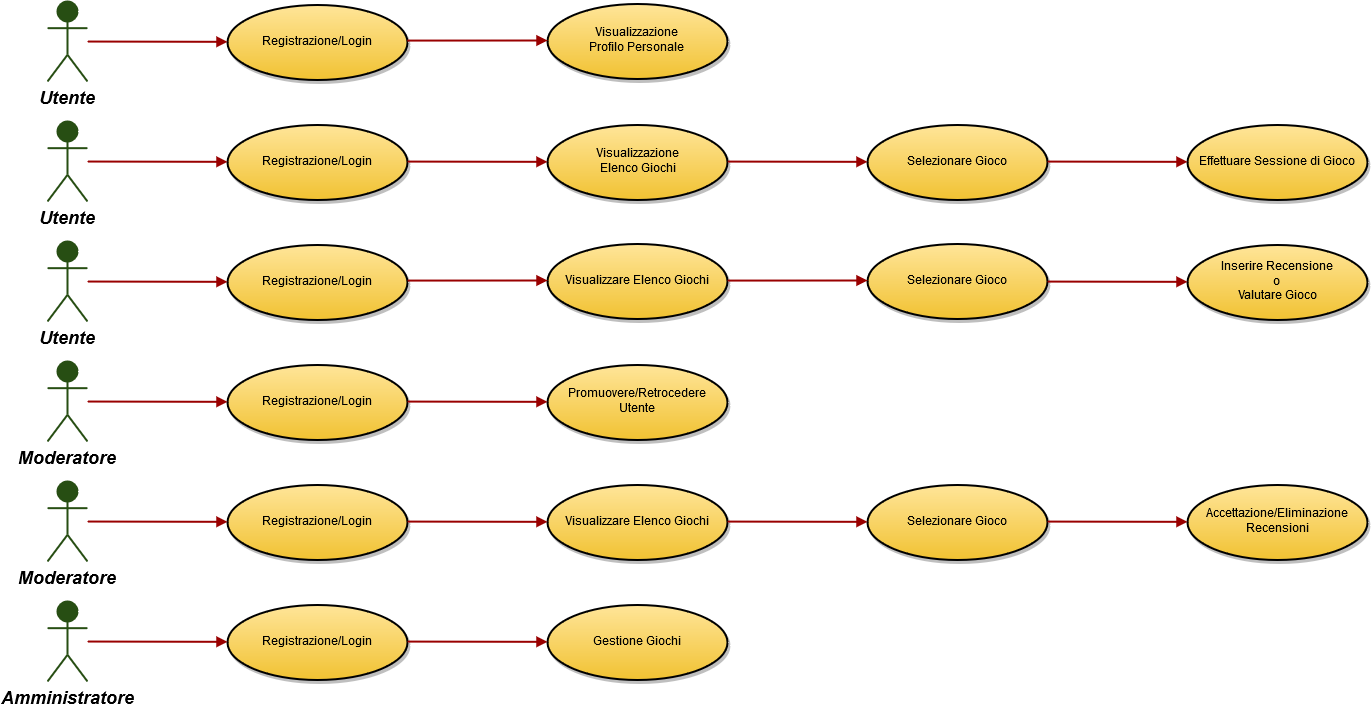 Registrazione/Login
Visualizzazione
Profilo Personale
Utente
Registrazione/Login
Visualizzazione
Elenco Giochi
Selezionare Gioco
Effettuare Sessione di Gioco
Utente
Registrazione/Login
Visualizzare Elenco Giochi
Selezionare Gioco
Inserire Recensione
o
Valutare Gioco
Utente
Registrazione/Login
Promuovere/Retrocedere
Utente
Moderatore
Registrazione/Login
Visualizzare Elenco Giochi
Selezionare Gioco
Accettazione/Eliminazione
Recensioni
Moderatore
Registrazione/Login
Gestione Giochi
Amministratore